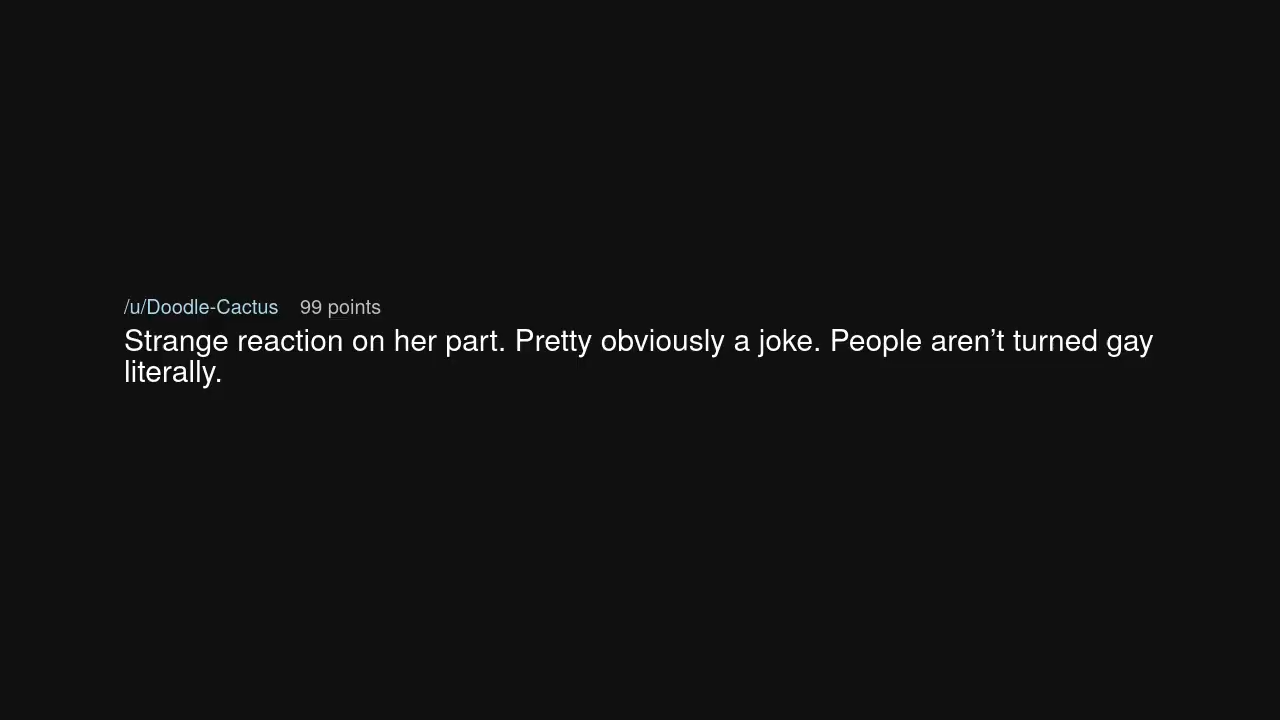 /u/Doodle-Cactus 99 points
Strange reaction on her part. Pretty obviously a joke. People aren’t turned gay
literally.